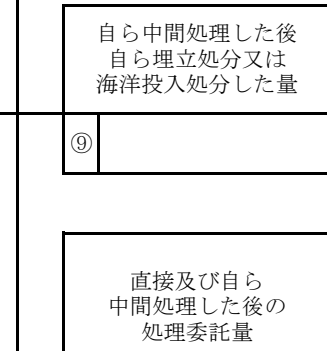 自ら中間処理した後
自ら埋立処分又は
海洋投入処分した量
⑨
直接及び自ら
中間処理した後の
処理委託量